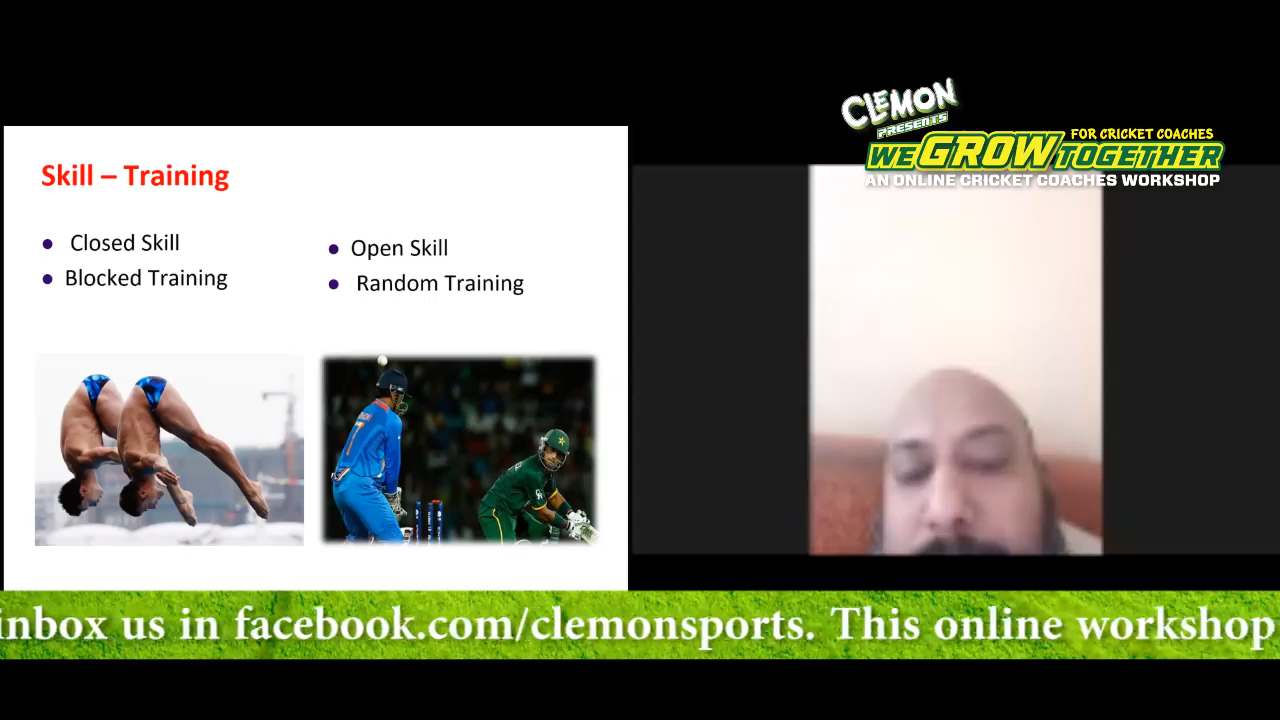 CLEMON
PRESENTS
FOR CRICKET COACHES
WE GROW TOGETHER
AN ONLINE CRICKET COACHES WORKSHOP
Skill – Training
Closed Skill
Blocked Training
Open Skill
Random Training
7
inbox us in facebook.com/clemonsports. This online workshop